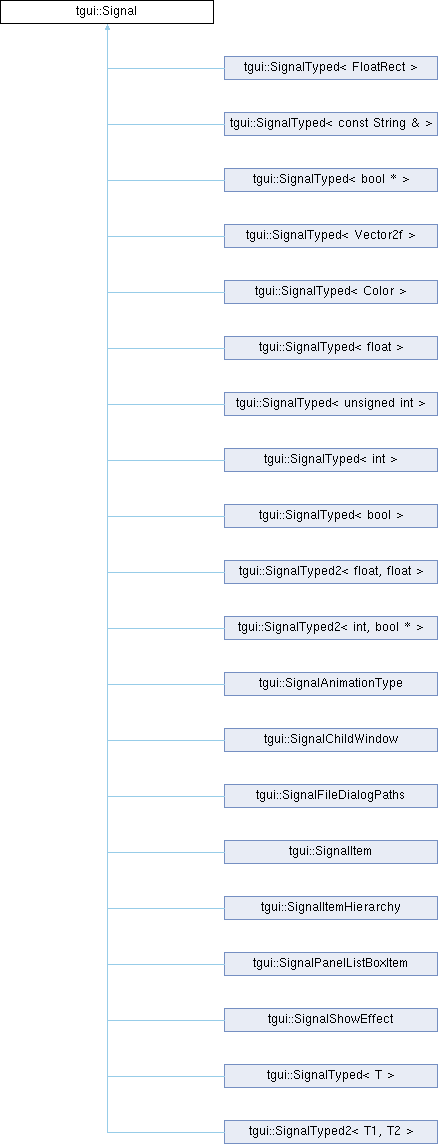 tgui::Signal
tgui::SignalTyped< FloatRect >
tgui::SignalTyped< const String & >
tgui::SignalTyped< bool * >
tgui::SignalTyped< Vector2f >
tgui::SignalTyped< Color >
tgui::SignalTyped< float >
tgui::SignalTyped< unsigned int >
tgui::SignalTyped< int >
tgui::SignalTyped< bool >
tgui::SignalTyped2< float, float >
tgui::SignalTyped2< int, bool * >
tgui::SignalAnimationType
tgui::SignalChildWindow
tgui::SignalFileDialogPaths
tgui::SignalItem
tgui::SignalItemHierarchy
tgui::SignalPanelListBoxItem
tgui::SignalShowEffect
tgui::SignalTyped< T >
tgui::SignalTyped2< T1, T2 >